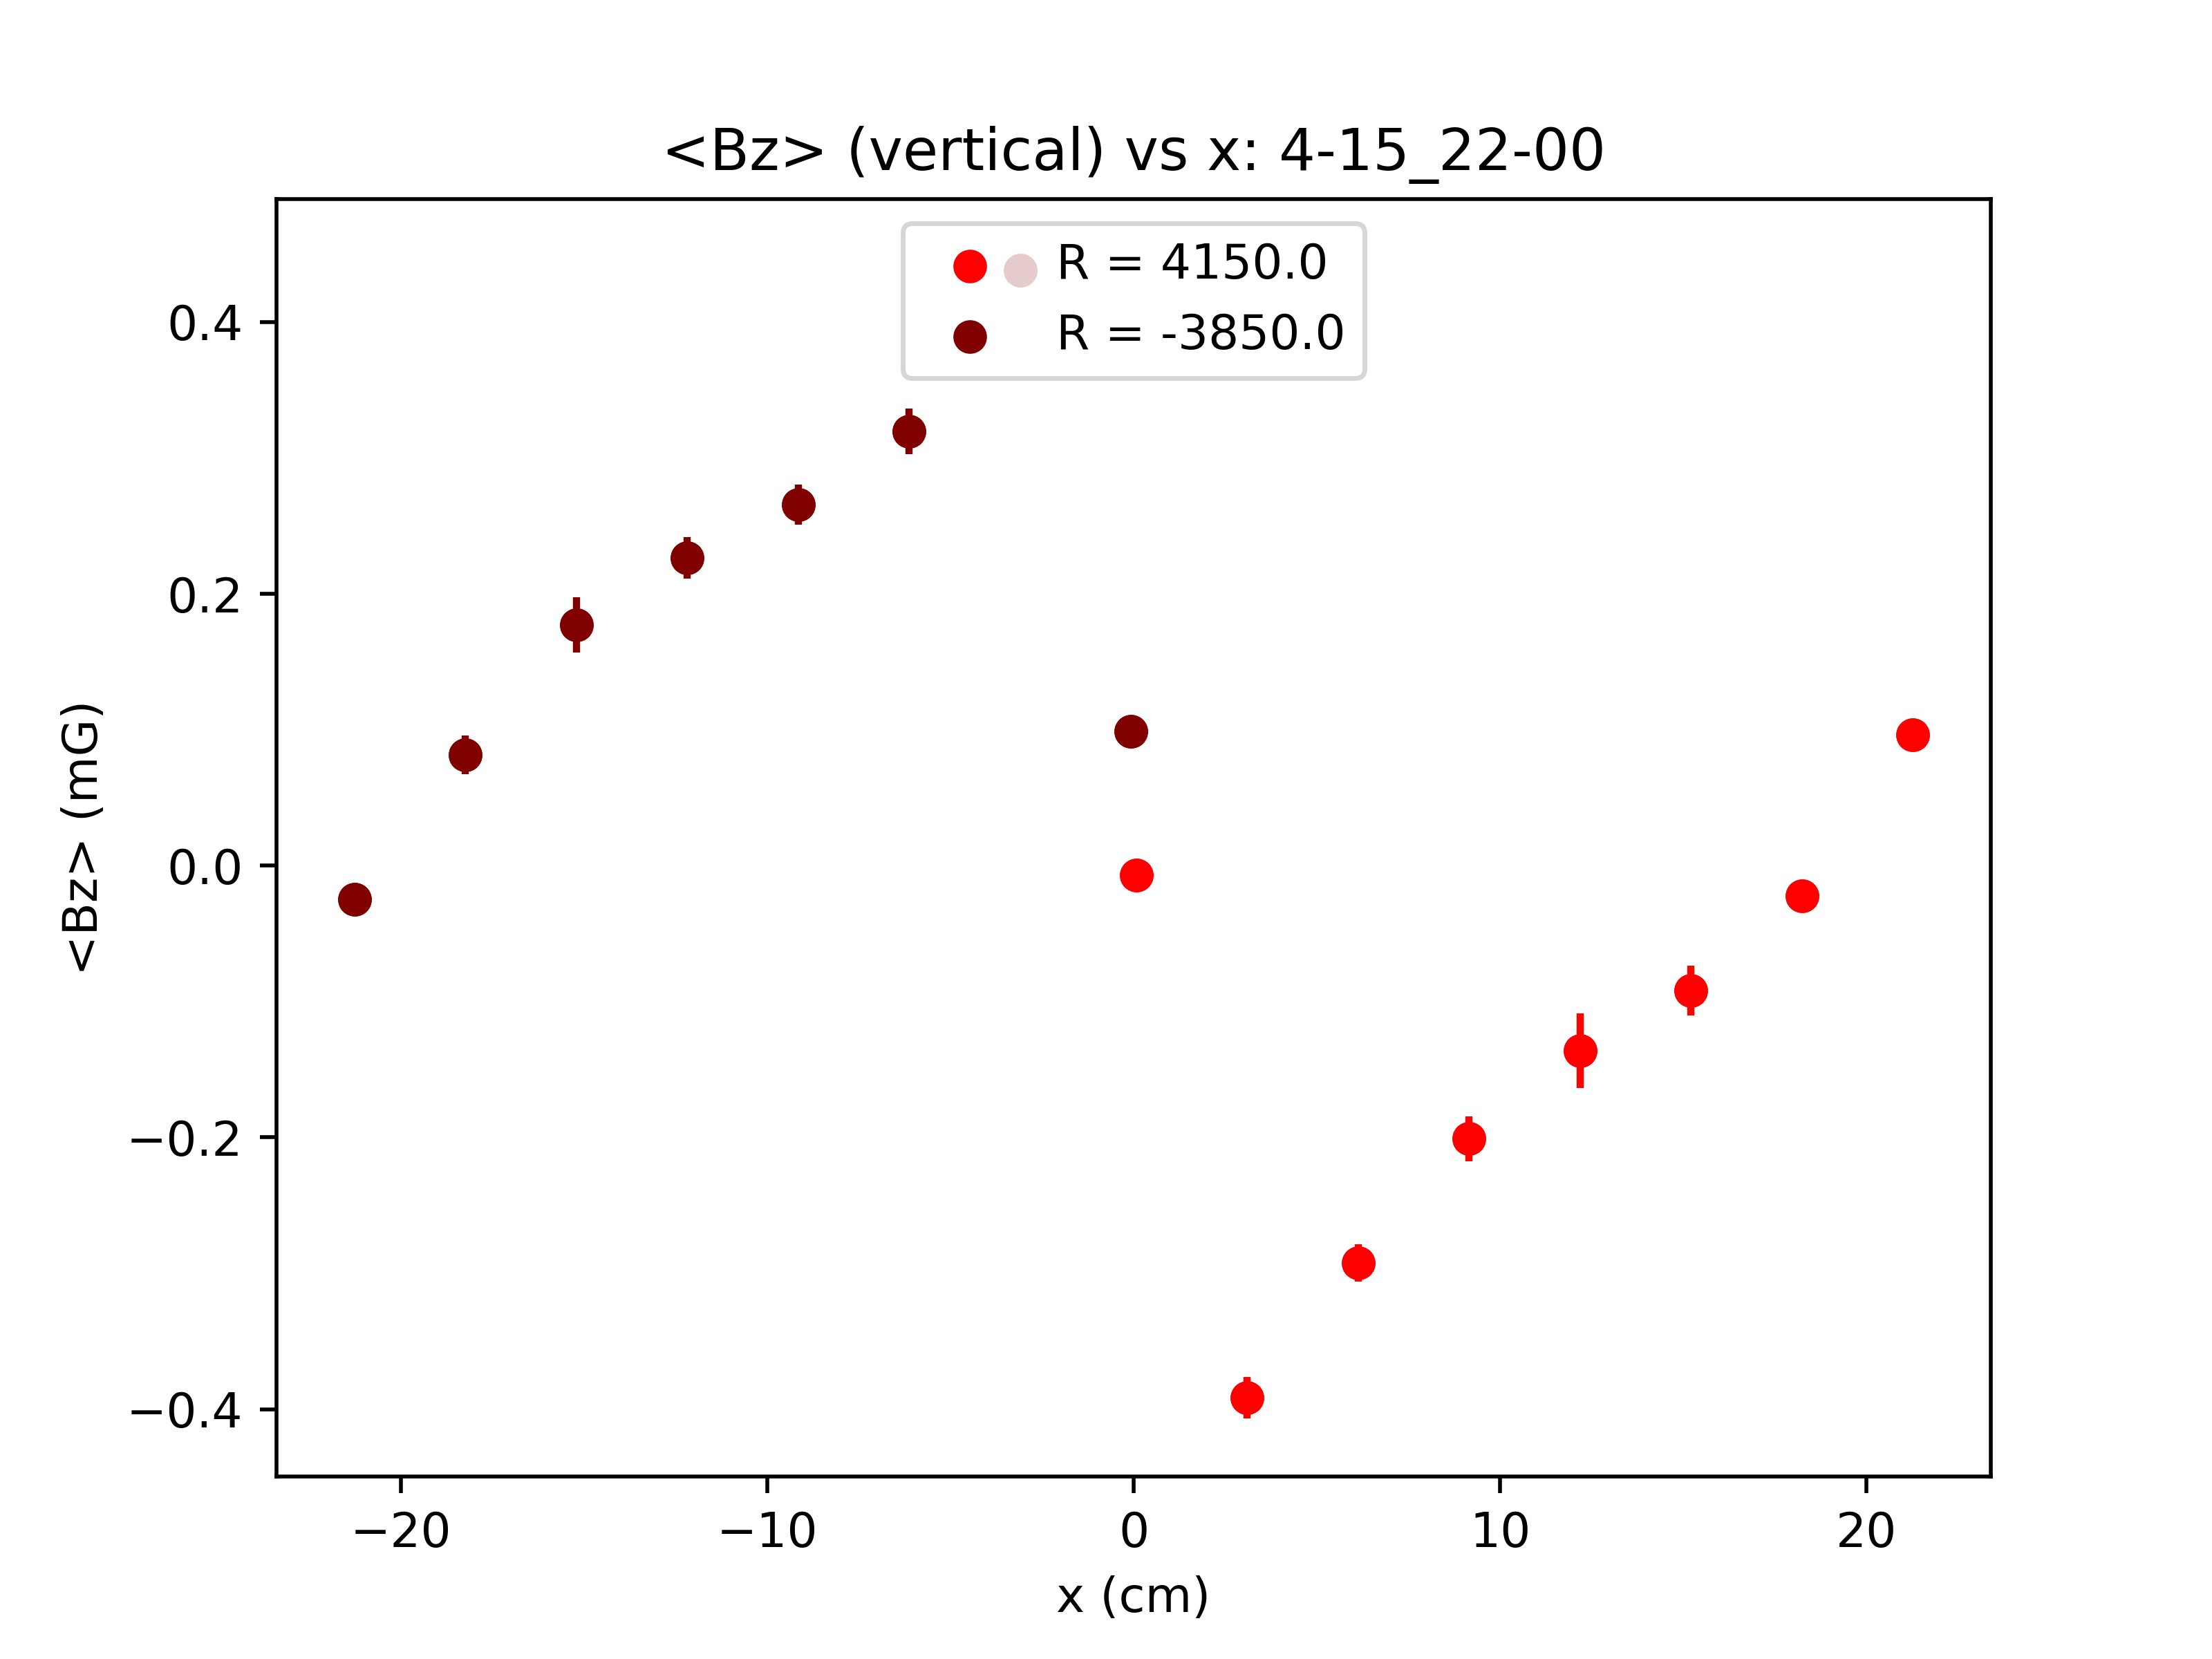 <Bz> (vertical) vs x: 4-15_22-00
R = 4150.0
R = -3850.0
0.4
0.2
0.0
−0.2
−0.4
<Bz> (mG)
−20
−10
0
10
20
x (cm)